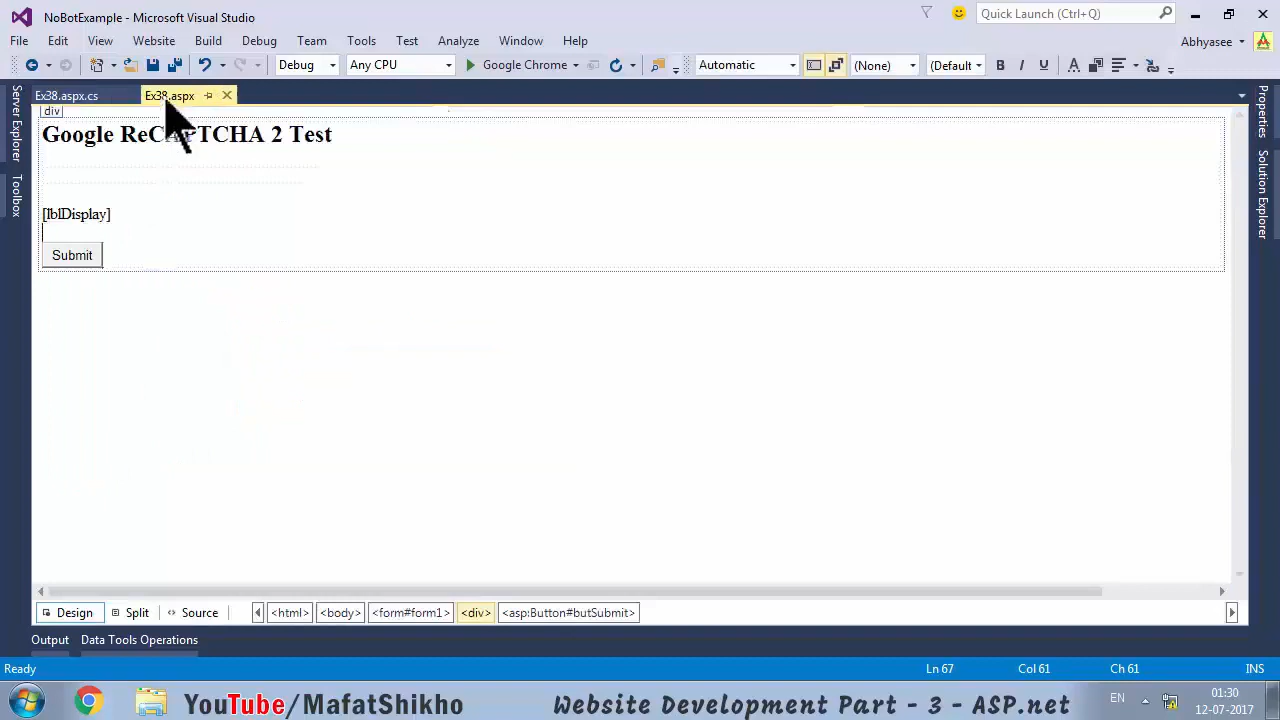 NoBotExample - Microsoft Visual Studio
Quick Launch (Ctrl+Q)
File Edit View Website Build Debug Team Tools Test Analyze Window Help
Abhyasee
Debug Any CPU Google Chrome Automatic (None) (Default B I U A
Ex38.aspx.cs Ex38.aspx
div
Server Explorer
Toolbox
Properties
Solution Explorer
Google ReCAPTCHA 2 Test
[lblDisplay]
Submit
Design Split Source <html> <body> <form#form1> <div> <asp:Button#butSubmit>
Output Data Tools Operations
Ready Ln 67 Col 61 Ch 61 INS
YouTube/MafatShikho Website Development Part - 3 - ASP.net EN 01:30
12-07-2017